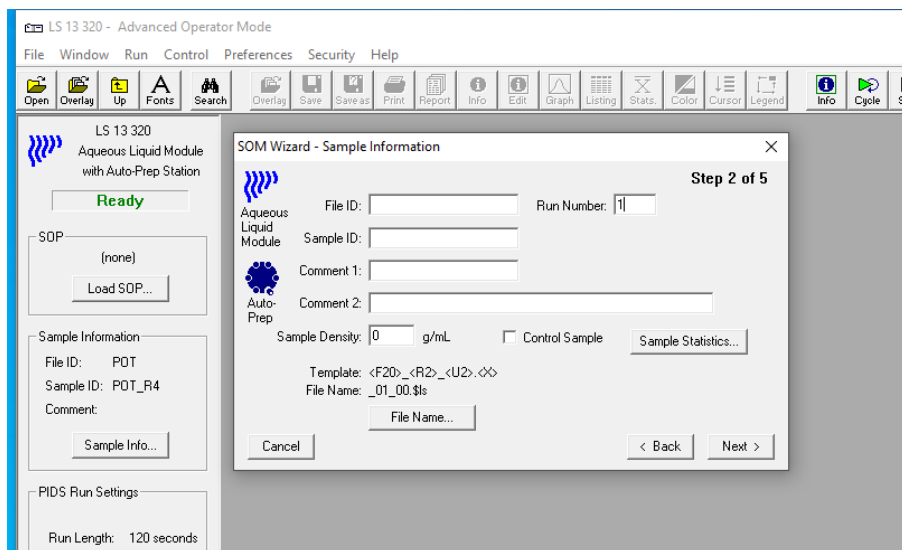 LS 13 320 - Advanced Operator Mode
File Window Run Control Preferences Security Help
Open Overlay Up Fonts Search Overlay Save Save as Print Report Info Edit Graph Listing Stats. Color Cursor Legend Info Cycle
LS 13 320
Aqueous Liquid Module
with Auto-Prep Station
Ready
SOP
(none)
Load SOP...
Sample Information
File ID: POT
Sample ID: POT_R4
Comment:
Sample Info...
PIDS Run Settings
Run Length: 120 seconds
SOM Wizard - Sample Information
Step 2 of 5
Aqueous
Liquid
Module
Auto-
Prep
File ID:
Run Number: 1
Sample ID:
Comment 1:
Comment 2:
Sample Density: 0 g/mL
Control Sample
Sample Statistics...
Template: <F20>_<R2>_<U2>.<X>
File Name: _01_00.$ls
File Name...
Cancel
< Back
Next >